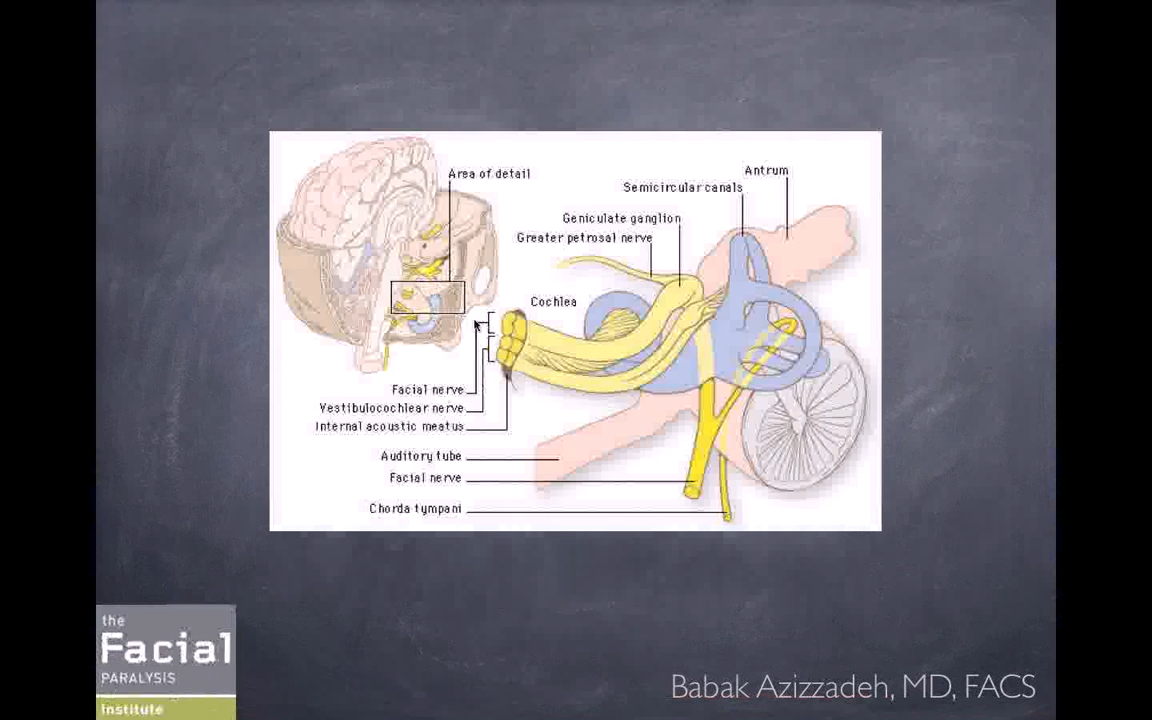 Area of detail
Antrum
Semicircular canals
Geniculate ganglion
Greater petrosal nerve
Cochlea
Facial nerve
Vestibulocochlear nerve
Internal acoustic meatus
Auditory tube
Facial nerve
Chorda tympani
the
Facial
PARALYSIS
Institute
Babak Azizzadeh, MD, FACS